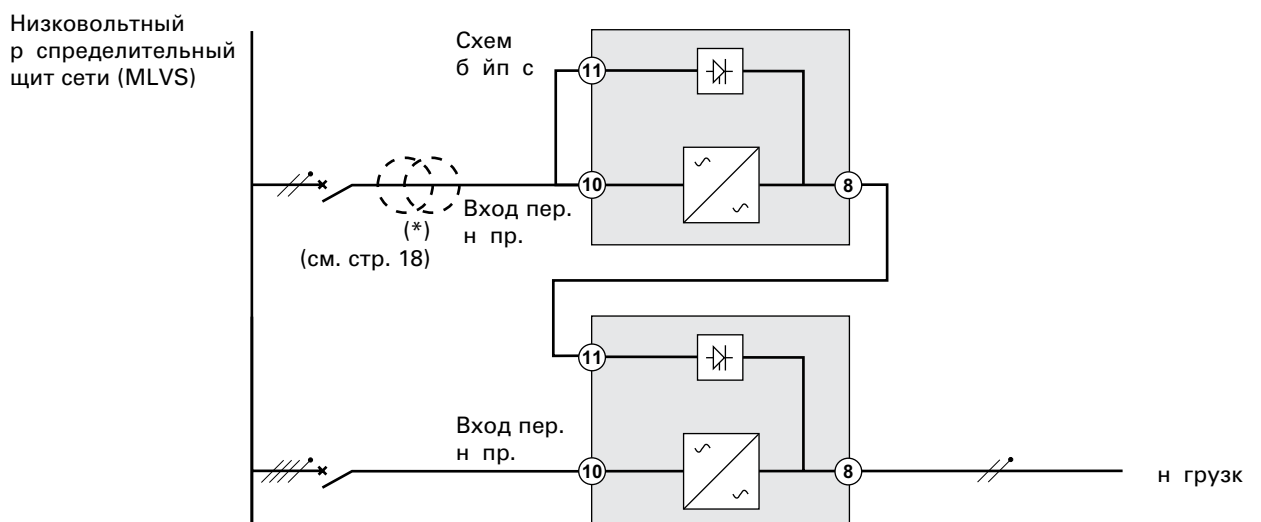 Низковольтный
р спределительный
щит сети (MLVS)
Схем
б йп с
11
10
8
Вход пер.
н пр.
(*)
(см. стр. 18)
11
Вход пер.
н пр.
10
8
н грузк